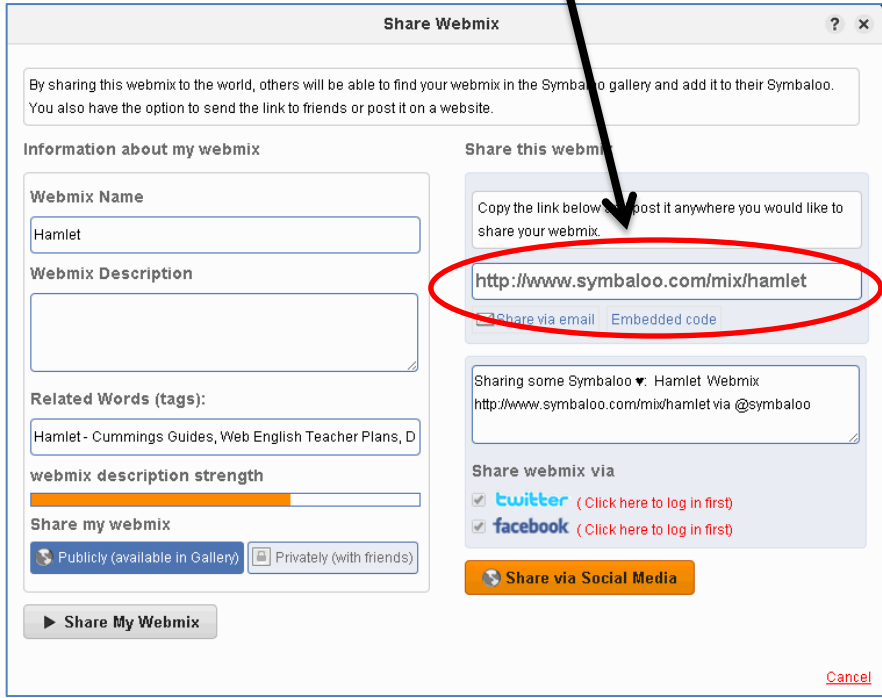 Share Webmix
? x
By sharing this webmix to the world, others will be able to find your webmix in the Symbaloo gallery and add it to their Symbaloo.
You also have the option to send the link to friends or post it on a website.
Information about my webmix
Webmix Name
Hamlet
Webmix Description
Related Words (tags):
Hamlet - Cummings Guides, Web English Teacher Plans, D
webmix description strength
Share my webmix
Publicly (available in Gallery) Privately (with friends)
Share My Webmix
Share this webmix
Copy the link below post it anywhere you would like to
share your webmix.
http://www.symbaloo.com/mix/hamlet
Share via email Embedded code
Sharing some Symbaloo ♥: Hamlet Webmix
http://www.symbaloo.com/mix/hamlet via @symbaloo
Share webmix via
twitter ( Click here to log in first)
facebook ( Click here to log in first)
Share via Social Media
Cancel